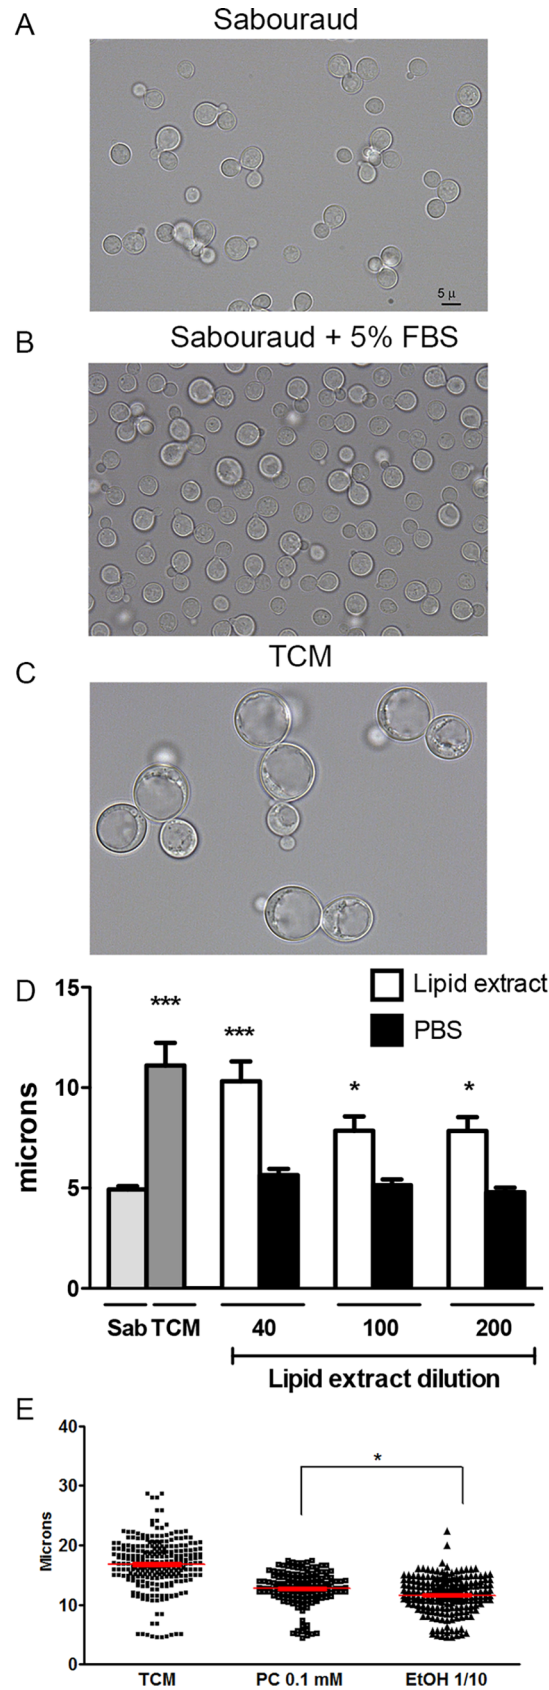 A
Sabouraud
5 μ
B
Sabouraud + 5% FBS
C
TCM
D
Lipid extract
PBS
15
10
5
0
microns
***
***
*
*
Sab TCM
40
100
200
Lipid extract dilution
E
40
30
20
10
0
Microns
*
TCM
PC 0.1 mM
EtOH 1/10